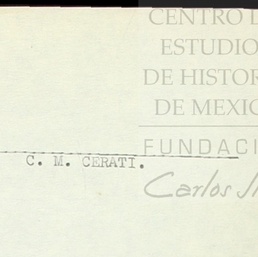 CENTRO D
ESTUDIO
DE HISTOR
DE MEXIC
FUNDACI
C. M. CERATI.
Carlos